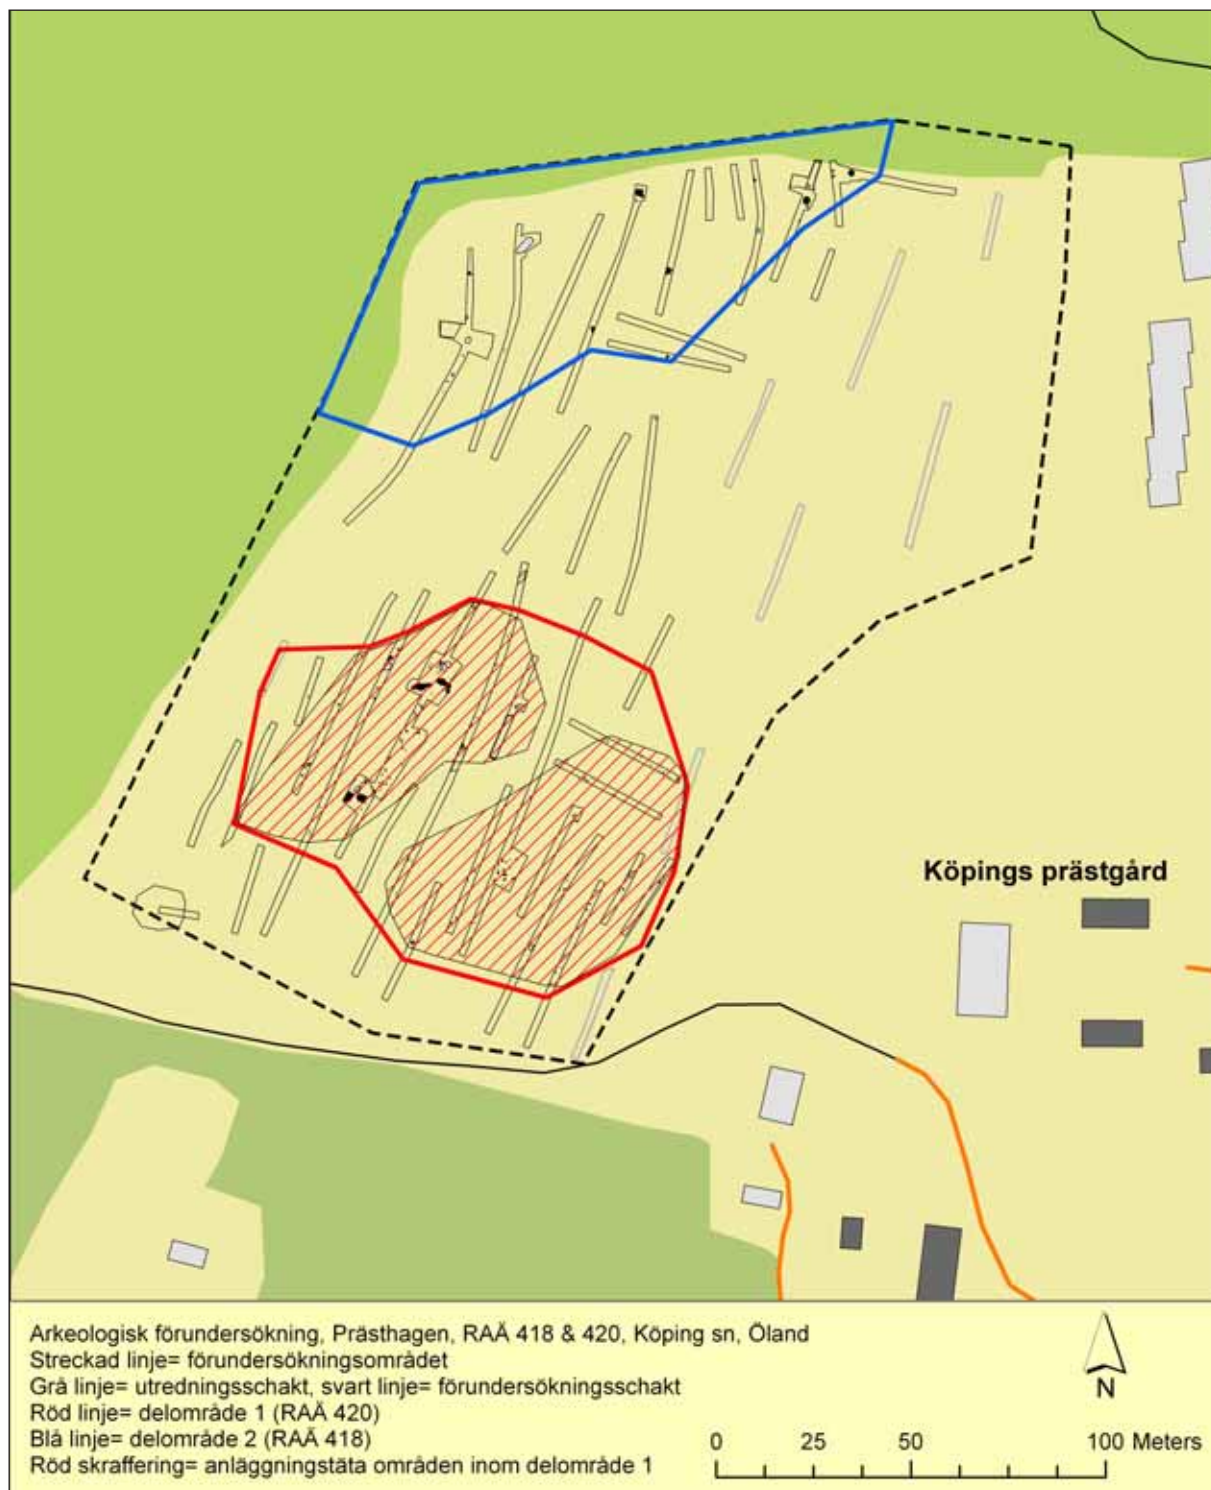 Köpings prästgård
Arkeologisk förundersökning, Prästhagen, RAÄ 418 & 420, Köping sn, Öland
Streckad linje= förundersökningsområdet
Grå linje= utredningsschakt, svart linje= förundersökningsschakt
Röd linje= delområde 1 (RAÄ 420)
Blå linje= delområde 2 (RAÄ 418)
Röd skraffering= anläggningstäta områden inom delområde 1
N
0 25 50 100 Meters